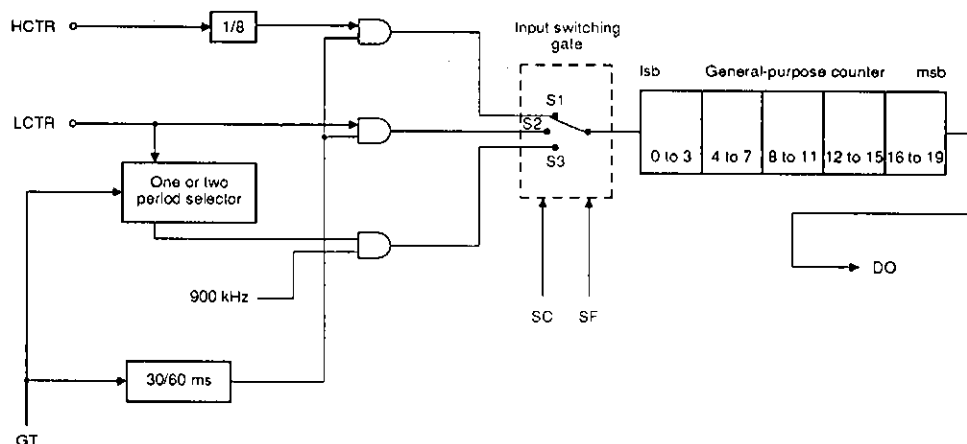 HCTR
1/8
Input switching
gate
lsb General-purpose counter msb
S1
LCTR
S2
S3
0 to 3 4 to 7 8 to 11 12 to 15 16 to 19
One or two
period selector
DO
900 kHz
SC SF
30/60 ms
GT